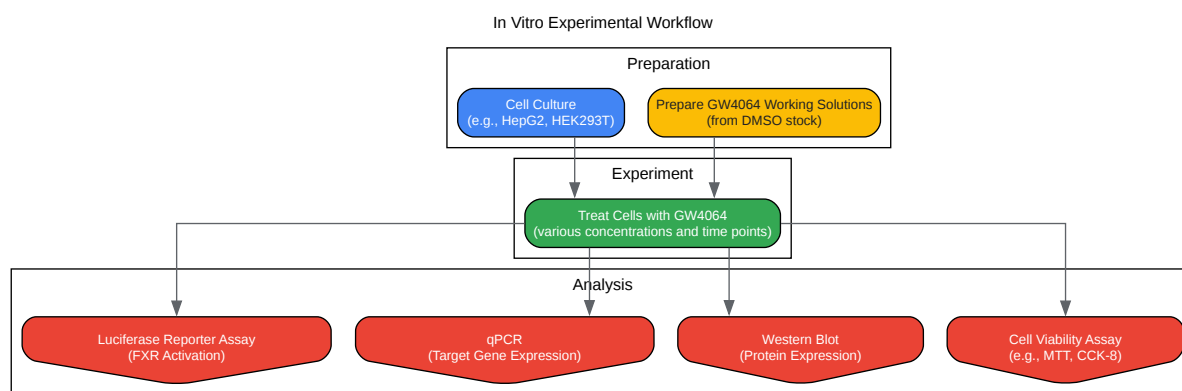 In Vitro Experimental Workflow
Preparation
Cell Culture
(e.g., HepG2, HEK293T)
Prepare GW4064 Working Solutions
(from DMSO stock)
Experiment
Treat Cells with GW4064
(various concentrations and time points)
Analysis
Luciferase Reporter Assay
(FXR Activation)
qPCR
(Target Gene Expression)
Western Blot
(Protein Expression)
Cell Viability Assay
(e.g., MTT, CCK-8)